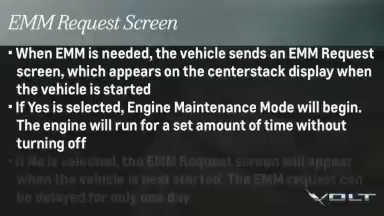 EMM Request Screen
• When EMM is needed, the vehicle sends an EMM Request
screen, which appears on the centerstack display when
the vehicle is started
• If Yes is selected, Engine Maintenance Mode will begin.
The engine will run for a set amount of time without
turning off
• If No is selected, the EMM Request screen will appear
when the vehicle is next started. The EMM request can
be delayed for only one day
VOLT